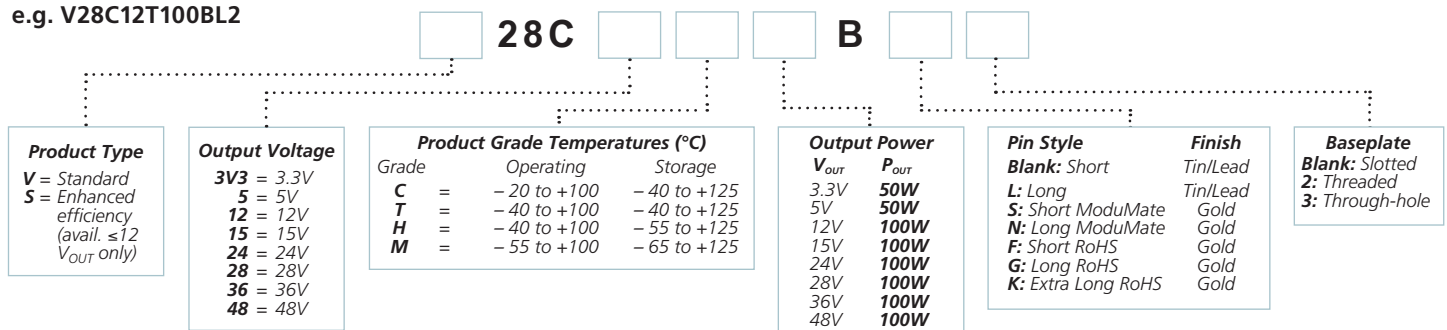 e.g. V28C12T100BL2
28C B
Product Type
V = Standard
S = Enhanced
efficiency
(avail. ≤12
VOUT only)
Output Voltage
3V3 = 3.3V
5 = 5V
12 = 12V
15 = 15V
24 = 24V
28 = 28V
36 = 36V
48 = 48V
Product Grade Temperatures (°C)
Grade Operating Storage
C = – 20 to +100 – 40 to +125
T = – 40 to +100 – 40 to +125
H = – 40 to +100 – 55 to +125
M = – 55 to +100 – 65 to +125
Output Power
VOUT POUT
3.3V 50W
5V 50W
12V 100W
15V 100W
24V 100W
28V 100W
36V 100W
48V 100W
Pin Style Finish
Blank: Short Tin/Lead
L: Long Tin/Lead
S: Short ModuMate Gold
N: Long ModuMate Gold
F: Short RoHS Gold
G: Long RoHS Gold
K: Extra Long RoHS Gold
Baseplate
Blank: Slotted
2: Threaded
3: Through-hole